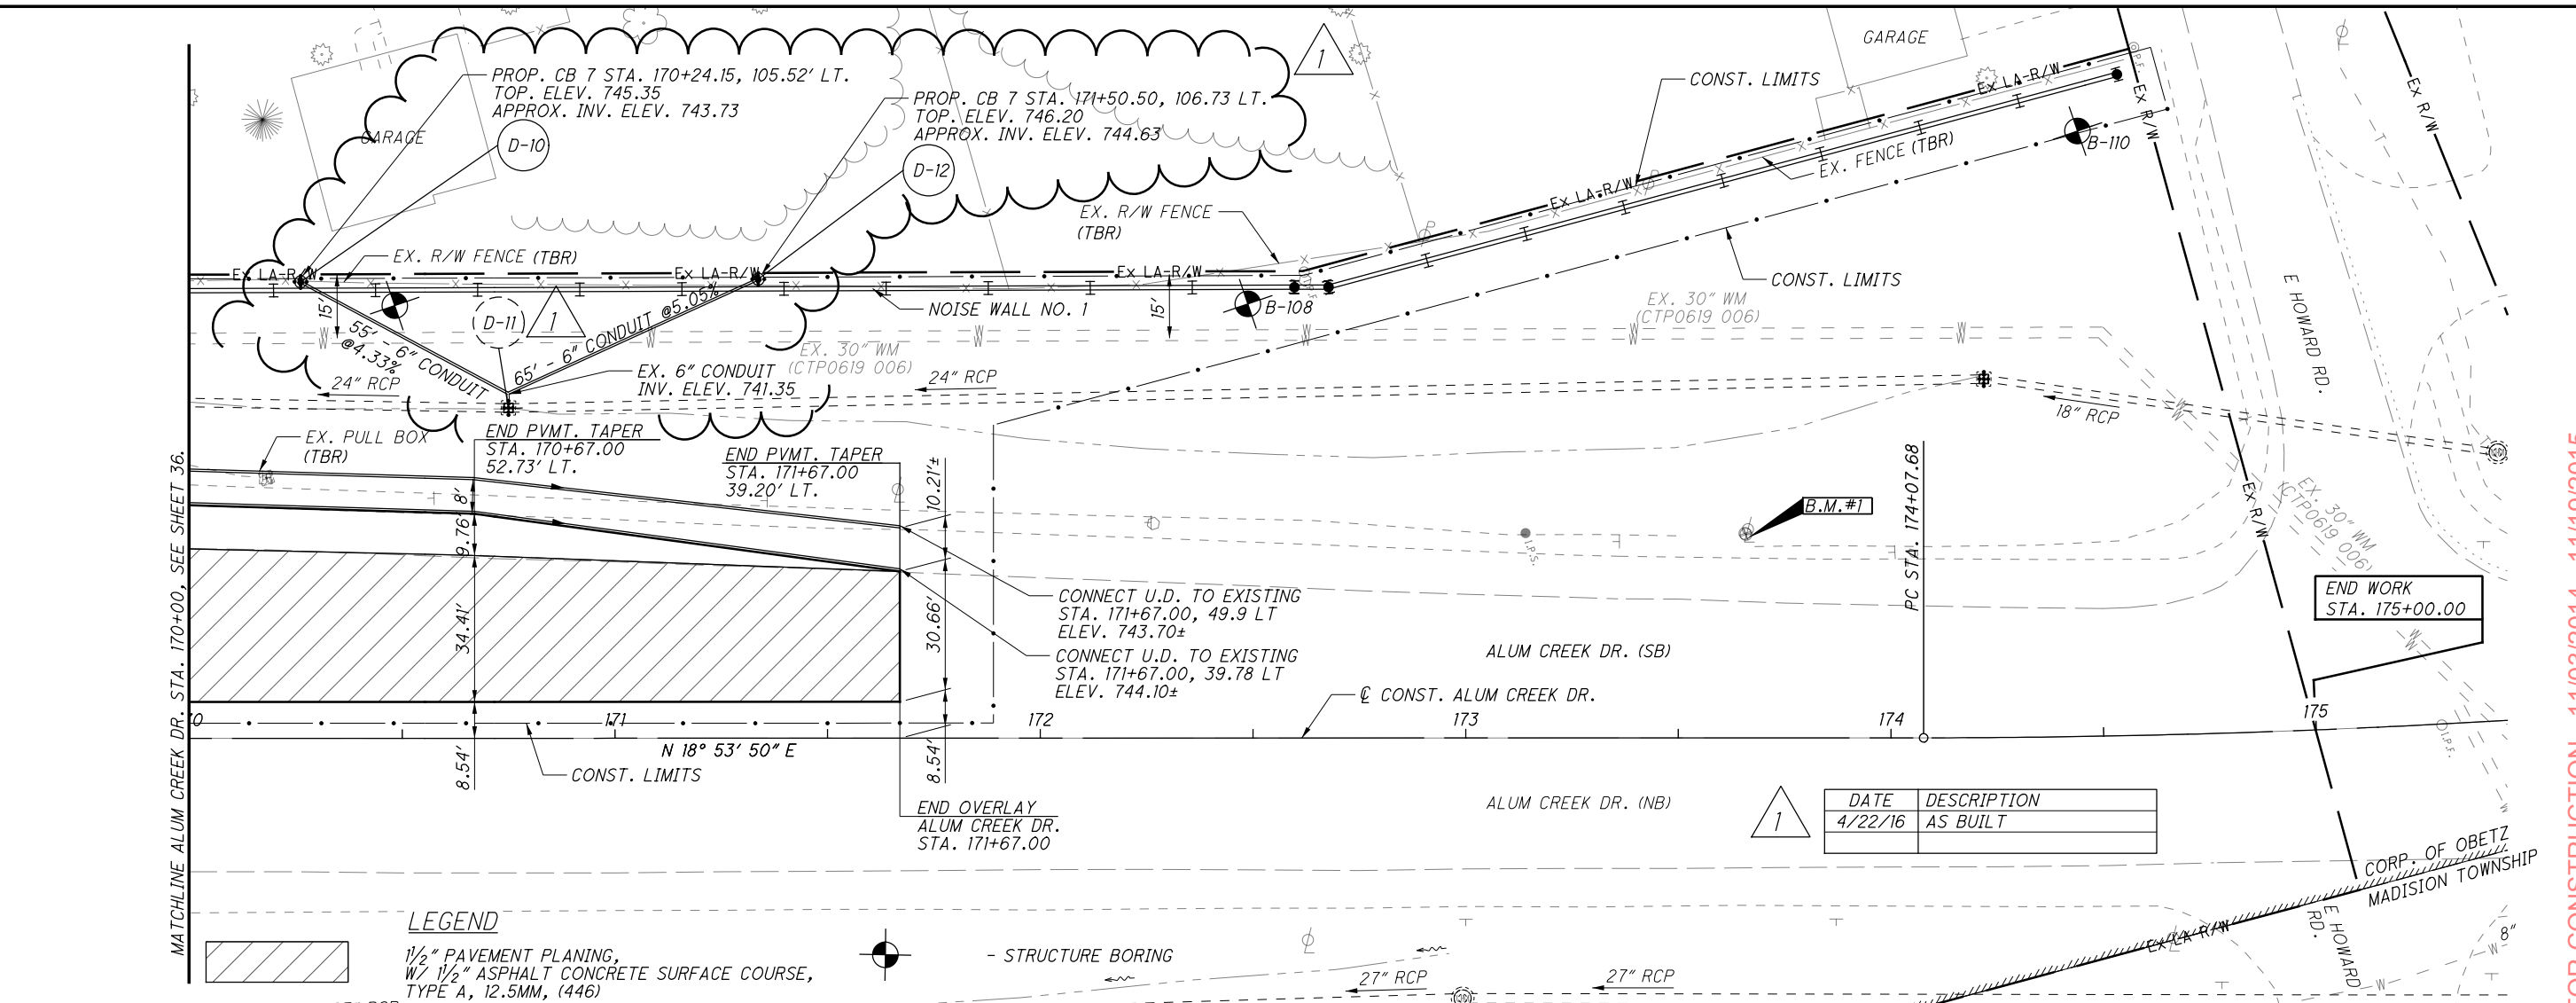 PROP. CB 7 STA. 170+24.15, 105.52' LT.
TOP. ELEV. 745.35
APPROX. INV. ELEV. 743.73
D-10
GARAGE
PROP. CB 7 STA. 171+50.50, 106.73 LT.
TOP. ELEV. 746.20
APPROX. INV. ELEV. 744.63
D-12
1
GARAGE
CONST. LIMITS
Ex LA-R/W
I.P.F.
Ex R/W
Ex R/W
B-110
EX. FENCE (TBR)
Ex LA-R/W
EX. R/W FENCE
(TBR)
EX. R/W FENCE (TBR)
Ex LA-R/W
Ex LA-R/W
Ex LA-R/W
I.P.F.
15'
D-11
1
NOISE WALL NO. 1
15'
B-108
CONST. LIMITS
EX. 30" WM
(CTP0619 006)
E HOWARD RD.
55' - 6" CONDUIT
@4.33%
65' - 6" CONDUIT @5.05%
W
W
W
W
W
W
EX. 30" WM
(CTP0619 006)
24" RCP
EX. 6" CONDUIT
INV. ELEV. 741.35
24" RCP
18" RCP
W
EX. PULL BOX
(TBR)
END PVMT. TAPER
STA. 170+67.00
52.73' LT.
END PVMT. TAPER
STA. 171+67.00
39.20' LT.
10.21'±
8'
9.76'
34.41'
8.54'
30.66'
8.54'
I.P.S.
B.M.#1
PC STA. 174+07.68
Ex R/W
EX. 30" WM
(CTP0619 006)
END WORK
STA. 175+00.00
CONNECT U.D. TO EXISTING
STA. 171+67.00, 49.9 LT
ELEV. 743.70±
CONNECT U.D. TO EXISTING
STA. 171+67.00, 39.78 LT
ELEV. 744.10±
ALUM CREEK DR. (SB)
℄ CONST. ALUM CREEK DR.
MATCHLINE ALUM CREEK DR. STA. 170+00, SEE SHEET 36.
171
172
173
174
175
N 18° 53' 50" E
CONST. LIMITS
I.P.F.
END OVERLAY
ALUM CREEK DR.
STA. 171+67.00
ALUM CREEK DR. (NB)
1
DATE DESCRIPTION
4/22/16 AS BUILT
CORP. OF OBETZ
MADISION TOWNSHIP
Ex LA R/W
E HOWARD
RD.
8"
W
LEGEND
1½" PAVEMENT PLANING,
W/ 1½" ASPHALT CONCRETE SURFACE COURSE,
TYPE A, 12.5MM, (446)
- STRUCTURE BORING
27" RCP
27" RCP
CONSTRUCTION